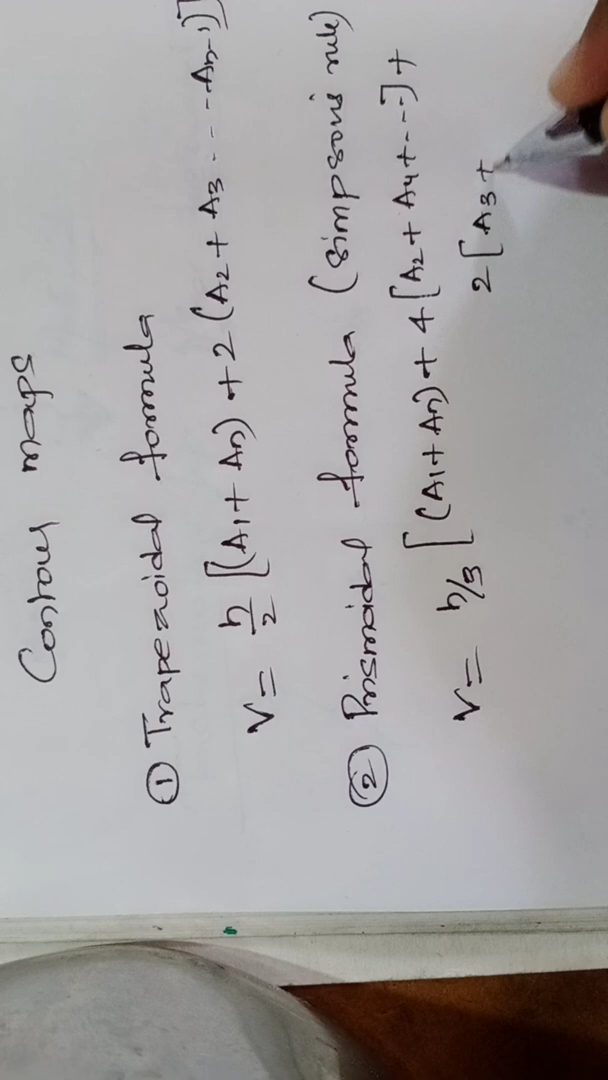 Contour maps
① Trapezoidal formula
V = h/2 [(A1 + An) + 2 (A2 + A3 - - - An-1)]
② Prismoidal formula (simpsons rule)
V = h/3 [(A1 + An) + 4 [A2 + A4 + - - ] +
2 [A3 +